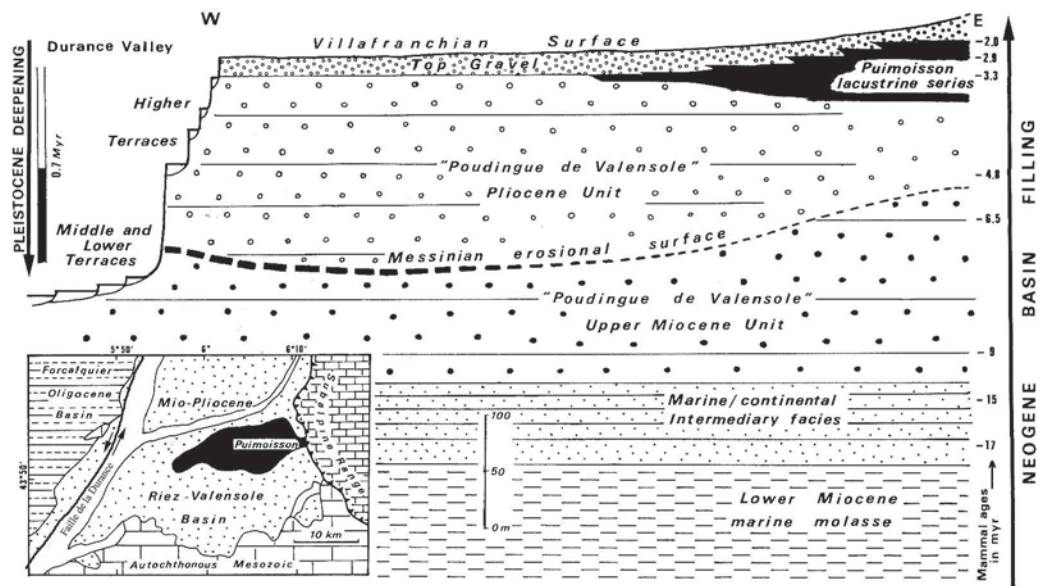 W
E
PLEISTOCENE DEEPENING
Durance Valley
0.7 Myr
Villafranchian Surface
Top Gravel
Puimoisson
lacustrine series
–2.0
–2.9
–3.3
Higher
Terraces
"Poudingue de Valensole"
Pliocene Unit
–4.8
–6.5
Middle and
Lower
Terraces
Messinian erosional surface
"Poudingue de Valensole"
Upper Miocene Unit
–9
Marine/continental
Intermediary facies
–15
–17
100
50
0m
Lower Miocene
marine molasse
Mammal ages
in myr
NEOGENE BASIN FILLING
5°50'
6°
6°10'
43°50'
Forcalquier
Oligocene
Basin
Mio-Pliocene
Subalpine Range
Puimoisson
Faille de la Durance
Riez-Valensole
Basin
10 km
Autochthonous Mesozoic